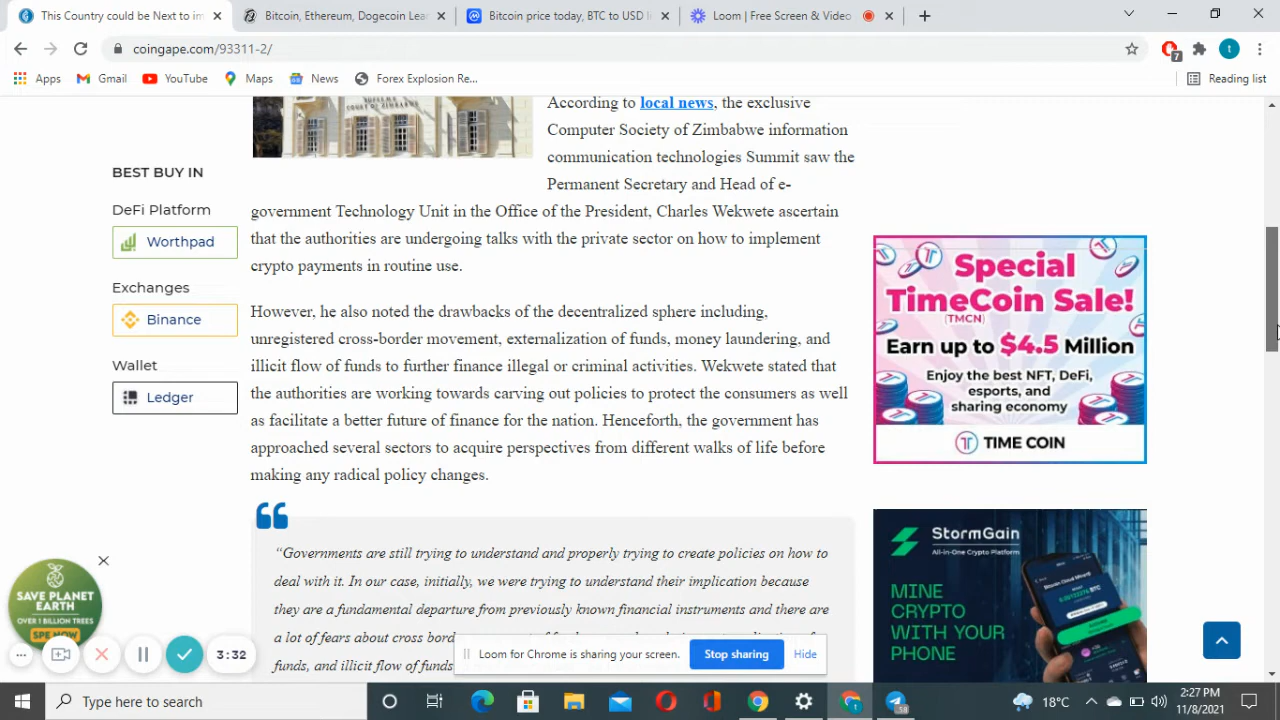 This Country could be Next to im
Bitcoin, Ethereum, Dogecoin Lea
Bitcoin price today, BTC to USD l
Loom | Free Screen & Video
coingape.com/93311-2/
7
t
Apps
Gmail
YouTube
Maps
News
Forex Explosion Re...
Reading list
According to local news, the exclusive
Computer Society of Zimbabwe information
communication technologies Summit saw the
Permanent Secretary and Head of e-
government Technology Unit in the Office of the President, Charles Wekwete ascertain
that the authorities are undergoing talks with the private sector on how to implement
crypto payments in routine use.
However, he also noted the drawbacks of the decentralized sphere including,
unregistered cross-border movement, externalization of funds, money laundering, and
illicit flow of funds to further finance illegal or criminal activities. Wekwete stated that
the authorities are working towards carving out policies to protect the consumers as well
as facilitate a better future of finance for the nation. Henceforth, the government has
approached several sectors to acquire perspectives from different walks of life before
making any radical policy changes.
“Governments are still trying to understand and properly trying to create policies on how to
deal with it. In our case, initially, we were trying to understand their implication because
they are a fundamental departure from previously known financial instruments and there are
a lot of fears about cross bord
funds, and illicit flow of funds
BEST BUY IN
DeFi Platform
Worthpad
Exchanges
Binance
Wallet
Ledger
Special
TimeCoin Sale!
(TMCN)
Earn up to $4.5 Million
Enjoy the best NFT, DeFi,
esports, and
sharing economy
TIME COIN
StormGain
All-in-One Crypto Platform
MINE
CRYPTO
WITH YOUR
PHONE
SAVE PLANET
EARTH
OVER 1 BILLION TREES
SPE NOW
3:32
Loom for Chrome is sharing your screen.
Stop sharing
Hide
Type here to search
18°C
2:27 PM
11/8/2021